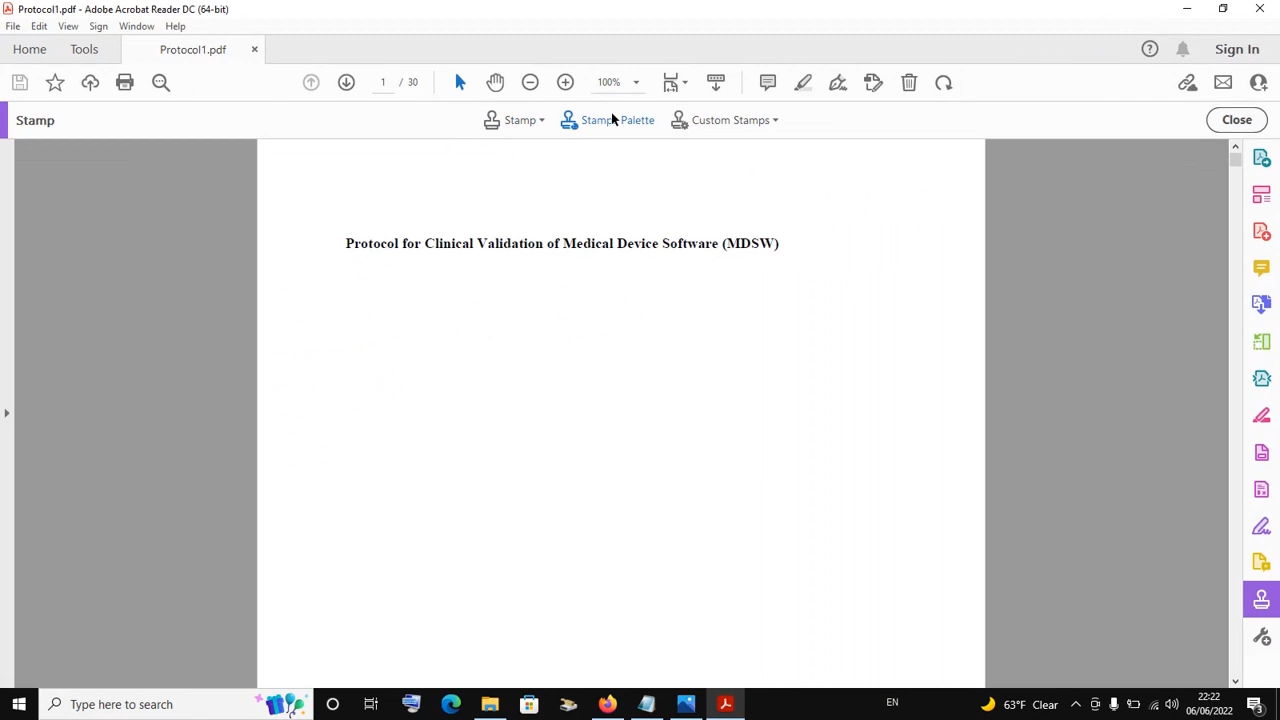 Protocol1.pdf - Adobe Acrobat Reader DC (64-bit)
File Edit View Sign Window Help
Home Tools Protocol1.pdf Sign In
1 / 30 100%
Stamp Stamp Stamp Palette Custom Stamps Close
Protocol for Clinical Validation of Medical Device Software (MDSW)
Type here to search 63°F Clear EN 22:22
06/06/2022 3